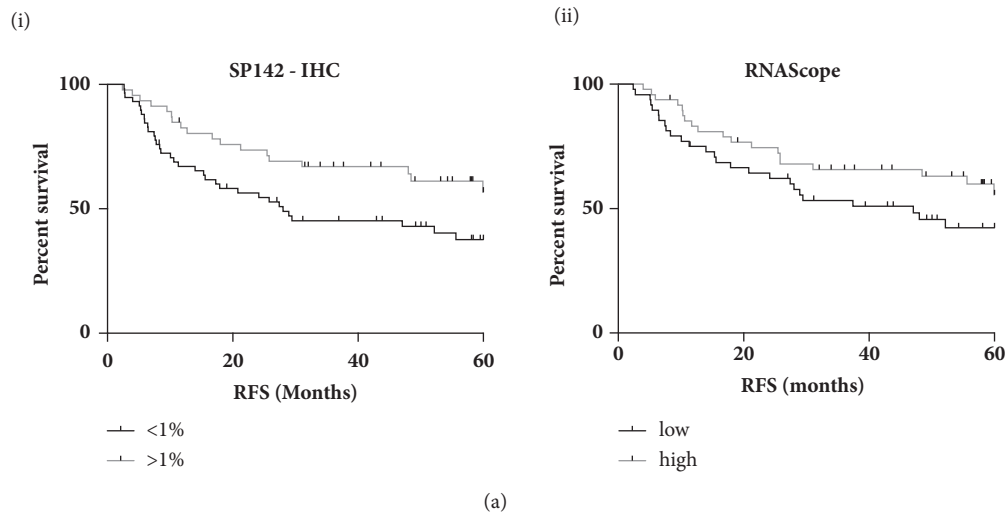 (i)
SP142 - IHC
Percent survival
100
50
0
0 20 40 60
RFS (Months)
<1%
>1%
(ii)
RNAScope
Percent survival
100
50
0
0 20 40 60
RFS (months)
low
high
(a)